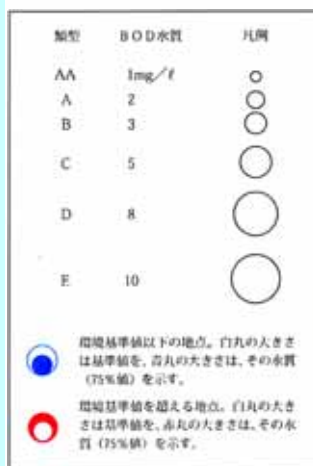 類型 BOD水質 凡例
AA 1mg/ℓ
A 2
B 3
C 5
D 8
E 10
環境基準値以下の地点。白丸の大きさ
は基準値を、青丸の大きさは、その水質
(75%値)を示す。
環境基準値を超える地点。白丸の大き
さは基準値を、赤丸の大きさは、その水
質(75%値)を示す。